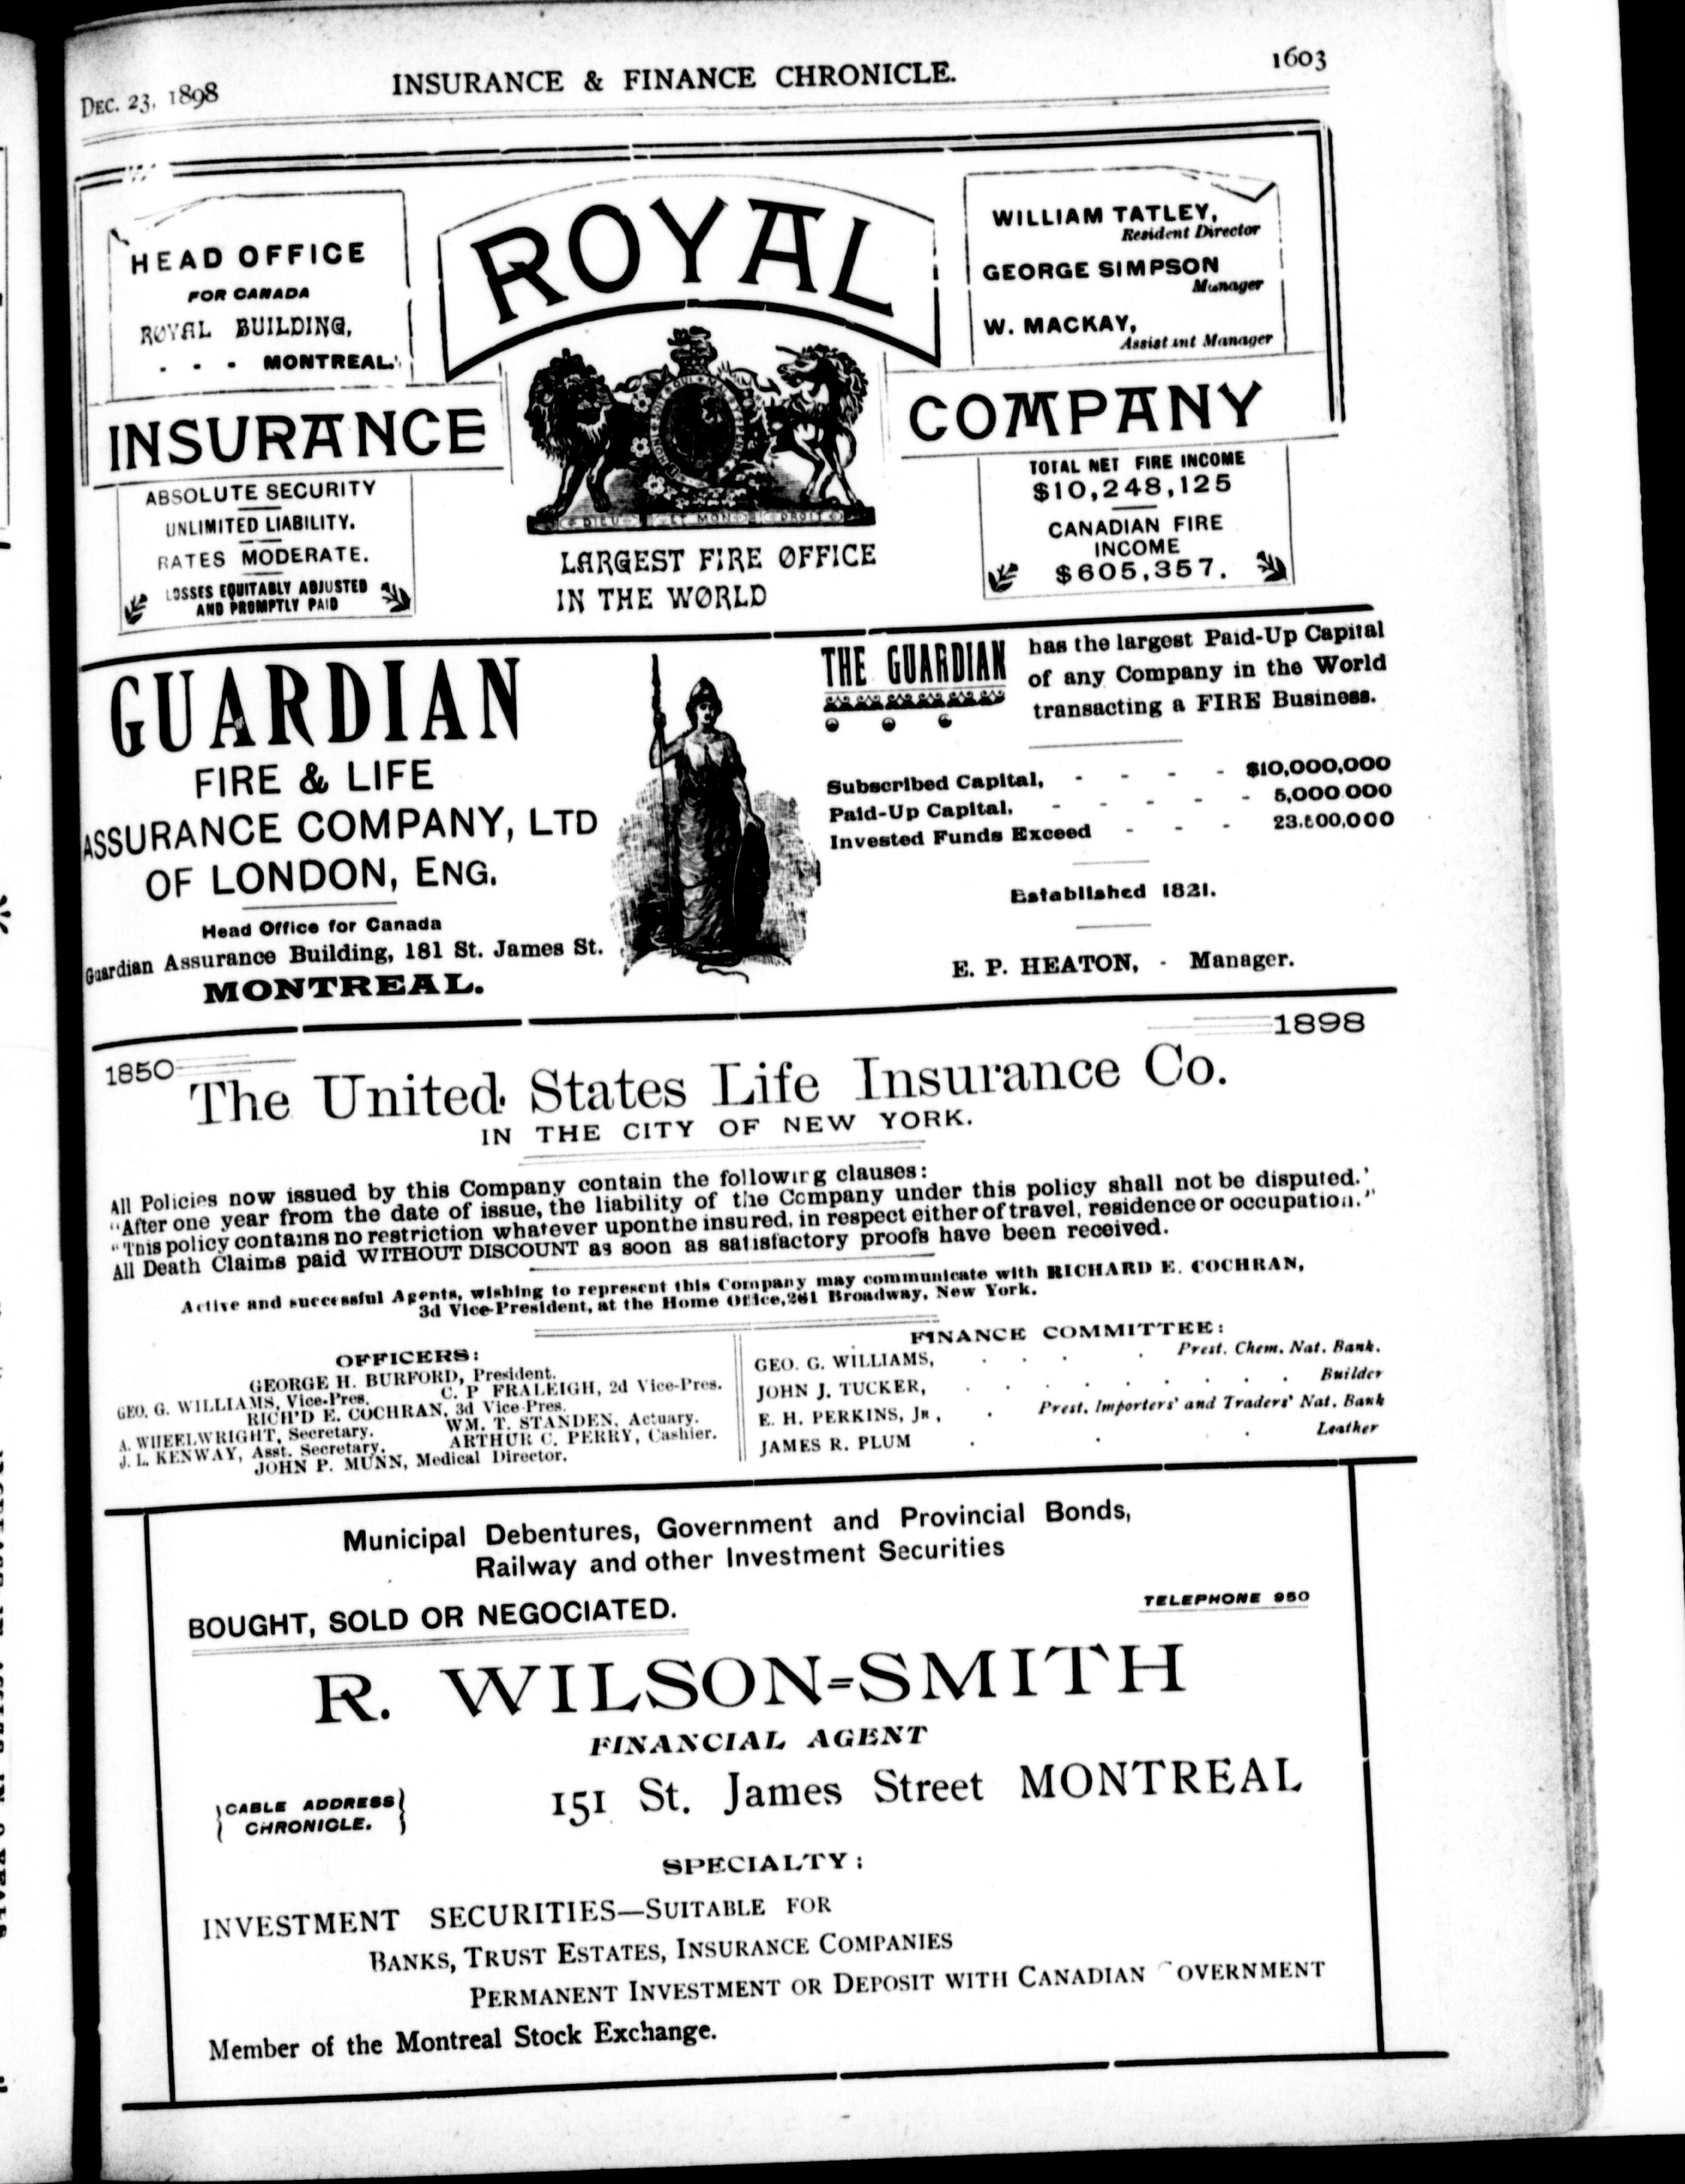 DEC. 23, 1898
INSURANCE & FINANCE CHRONICLE.
1603
HEAD OFFICE
FOR CANADA
ROYAL BUILDING,
- - - MONTREAL.
ROYAL
WILLIAM TATLEY,
Resident Director
GEORGE SIMPSON
Manager
W. MACKAY,
Assistant Manager
INSURANCE
COMPANY
ABSOLUTE SECURITY
UNLIMITED LIABILITY.
RATES MODERATE.
LOSSES EQUITABLY ADJUSTED
AND PROMPTLY PAID
DIEU ET MON DROIT
LARGEST FIRE OFFICE
IN THE WORLD
TOTAL NET FIRE INCOME
$10,248,125
CANADIAN FIRE
INCOME
$605,357.
GUARDIAN
FIRE & LIFE
ASSURANCE COMPANY, LTD
OF LONDON, ENG.
Head Office for Canada
Guardian Assurance Building, 181 St. James St.
MONTREAL.
THE GUARDIAN
has the largest Paid-Up Capital
of any Company in the World
transacting a FIRE Business.
Subscribed Capital, - - - - $10,000,000
Paid-Up Capital, - - - - - 5,000 000
Invested Funds Exceed - - -
Established 1821.
E. P. HEATON, - Manager.
1850
1898
The United States Life Insurance Co.
IN THE CITY OF NEW YORK.
All Policies now issued by this Company contain the following clauses:
"After one year from the date of issue, the liability of the Company under this policy shall not be disputed.'
"This policy contains no restriction whatever upon the insured, in respect either of travel, residence or occupation."
All Death Claims paid WITHOUT DISCOUNT as soon as satisfactory proofs have been received.
Active and successful Agents, wishing to represent this Company may communicate with RICHARD E. COCHRAN,
3d Vice-President, at the Home Office, 261 Broadway, New York.
OFFICERS:
GEORGE H. BURFORD, President.
GEO. G. WILLIAMS, Vice-Pres. C. P FRALEIGH, 2d Vice-Pres.
RICH'D E. COCHRAN, 3d Vice-Pres.
A. WHEELWRIGHT, Secretary. WM. T. STANDEN, Actuary.
J. L. KENWAY, Asst. Secretary. ARTHUR C. PERRY, Cashier.
JOHN P. MUNN, Medical Director.
FINANCE COMMITTEE:
GEO. G. WILLIAMS, . . . . Prest. Chem. Nat. Bank.
JOHN J. TUCKER, . . . . . . . . . Builder
E. H. PERKINS, JR, . Prest. Importers' and Traders' Nat. Bank
JAMES R. PLUM . . . Leather
Municipal Debentures, Government and Provincial Bonds,
Railway and other Investment Securities
BOUGHT, SOLD OR NEGOCIATED.
TELEPHONE 950
R. WILSON=SMITH
FINANCIAL AGENT
CABLE ADDRESS
CHRONICLE.
151 St. James Street MONTREAL
SPECIALTY:
INVESTMENT SECURITIES—SUITABLE FOR
BANKS, TRUST ESTATES, INSURANCE COMPANIES
PERMANENT INVESTMENT OR DEPOSIT WITH CANADIAN GOVERNMENT
Member of the Montreal Stock Exchange.